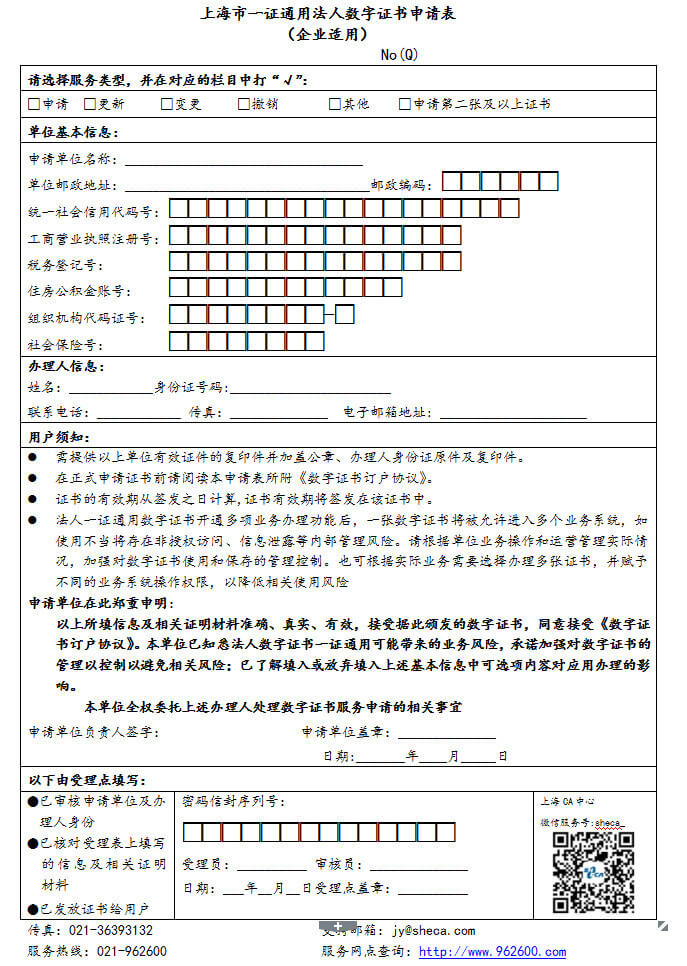 上海市一证通用法人数字证书申请表
（企业适用）
No(Q)
请选择服务类型，并在对应的栏目中打“√”：
□申请 □更新 □变更 □撤销 □其他 □申请第二张及以上证书
单位基本信息：
申请单位名称：
单位邮政地址： 邮政编码：
统一社会信用代码号：
工商营业执照注册号：
税务登记号：
住房公积金账号：
组织机构代码证号： -
社会保险号：
办理人信息：
姓名： 身份证号码:
联系电话： 传真： 电子邮箱地址：
用户须知：
● 需提供以上单位有效证件的复印件并加盖公章、办理人身份证原件及复印件。
● 在正式申请证书前请阅读本申请表所附《数字证书订户协议》。
● 证书的有效期从签发之日计算,证书有效期将签发在该证书中。
● 法人一证通用数字证书开通多项业务办理功能后，一张数字证书将被允许进入多个业务系统，如
使用不当将存在非授权访问、信息泄露等内部管理风险。请根据单位业务操作和运营管理实际情
况，加强对数字证书使用和保存的管理控制。也可根据实际业务需要选择办理多张证书，并赋予
不同的业务系统操作权限，以降低相关使用风险
申请单位在此郑重申明：
以上所填信息及相关证明材料准确、真实、有效，接受据此颁发的数字证书，同意接受《数字证
书订户协议》。本单位已知悉法人数字证书一证通用可能带来的业务风险，承诺加强对数字证书的
管理以控制以避免相关风险；已了解填入或放弃填入上述基本信息中可选项内容对应用办理的影
响。
本单位全权委托上述办理人处理数字证书服务申请的相关事宜
申请单位负责人签字： 申请单位盖章：
日期: 年 月 日
以下由受理点填写：
●已审核申请单位及办
理人身份
●已核对受理表上填写
的信息及相关证明
材料
●已发放证书给用户
密码信封序列号：
受理员： 审核员：
日期： 年 月 日受理点盖章：
上海 CA 中心
微信服务号:sheca_
传真：021-36393132 支持邮箱：jy@sheca.com
服务热线：021-962600 服务网点查询：http://www.962600.com